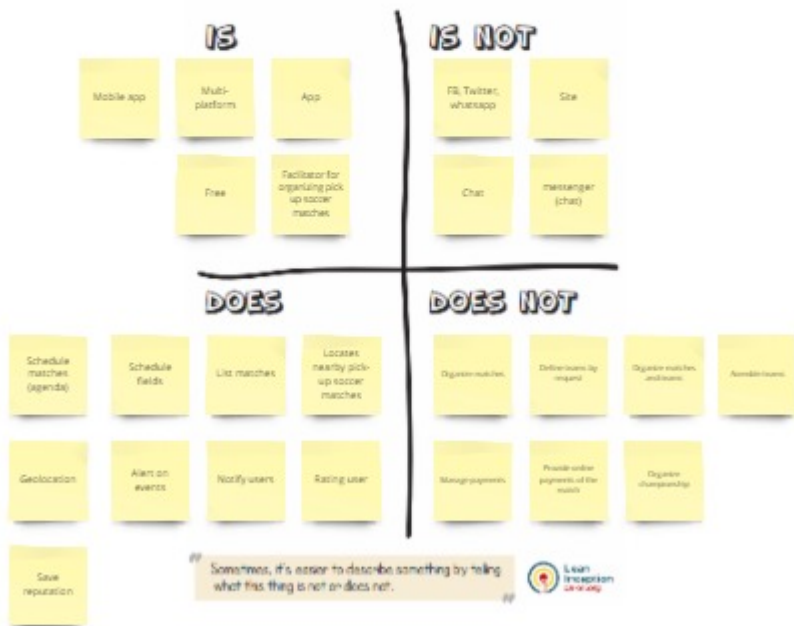 IS
IS NOT
Mobile app
Multi-
platform
App
FB, Twitter,
whatsapp
Site
Free
Facilitator for
organizing pick
up soccer
matches
Chat
messenger
(chat)
DOES
DOES NOT
Schedule
matches
(agenda)
Schedule
fields
List matches
Locates
nearby pick-
up soccer
matches
Organize matches
Define teams by
request
Organize matches
and teams
Assemble teams
Geolocation
Alert on
events
Notify users
Rating user
Manage payments
Provide online
payments of the
match
Organize
championship
Save
reputation
" Sometimes, it's easier to describe something by telling
what this thing is not or does not. "
Lean
Inception